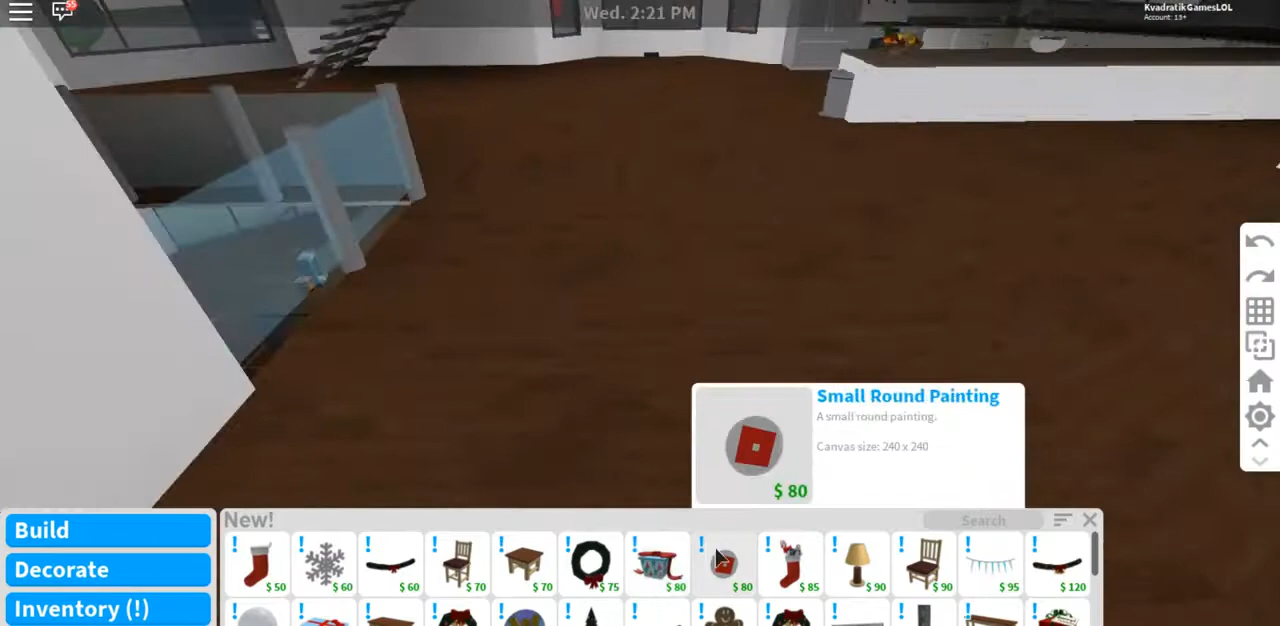 55
Wed. 2:21 PM
KvadratikGamesLOL
Account: 13+
Small Round Painting
A small round painting.
Canvas size: 240 x 240
$ 80
Build
Decorate
Inventory (!)
New!
Search
! ! ! ! ! ! ! ! ! ! ! ! !
$ 50 $ 60 $ 60 $ 70 $ 70 $ 75 $ 80 $ 80 $ 85 $ 90 $ 90 $ 95 $ 120
! ! ! ! ! ! ! ! ! ! ! ! !